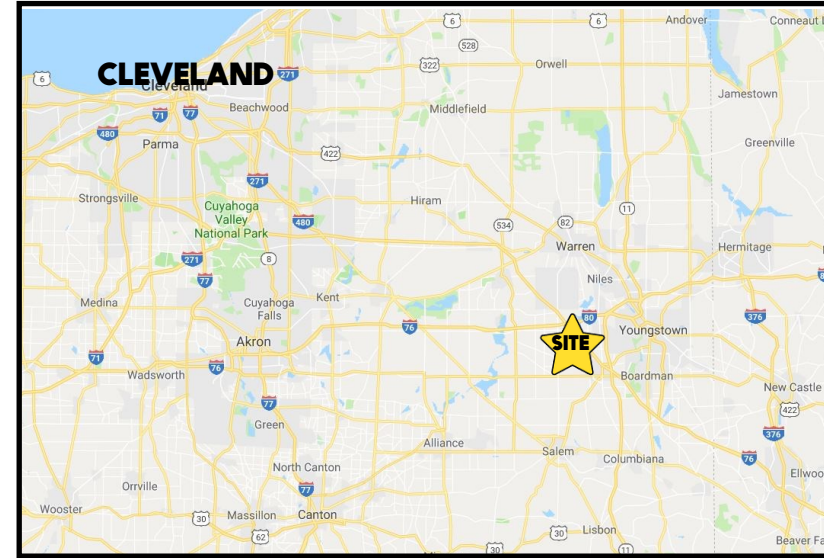 6
6
Andover
Conneaut L
528
322
Orwell
CLEVELAND
Cleveland
271
6
Jamestown
Beachwood
Middlefield
71
77
480
Parma
422
Greenville
271
Strongsville
Cuyahoga
Valley
National Park
480
Hiram
534
82
11
Warren
Hermitage
271
8
77
Niles
Medina
Cuyahoga
Falls
Kent
76
80
376
Youngstown
Akron
SITE
71
76
Wadsworth
Boardman
New Castle
77
422
Green
376
Alliance
Salem
Columbiana
76
North Canton
Ellwoo
77
Orrville
Wooster
30
Massillon
Canton
62
30
Lisbon
30
11
Beaver Fa